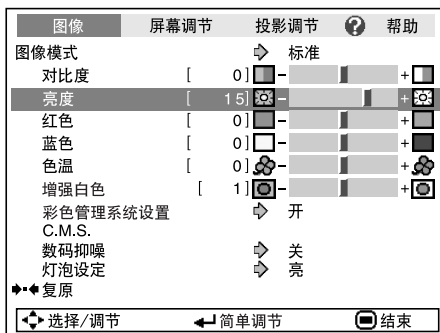 图像 屏幕调节 投影调节 ? 帮助
图像模式 标准
对比度 [ 0] - +
亮度 [ 15] - +
红色 [ 0] - +
蓝色 [ 0] - +
色温 [ 0] - +
增强白色 [ 1] - +
彩色管理系统设置 开
C.M.S.
数码抑噪 关
灯泡设定 亮
复原
选择/调节 简单调节 结束